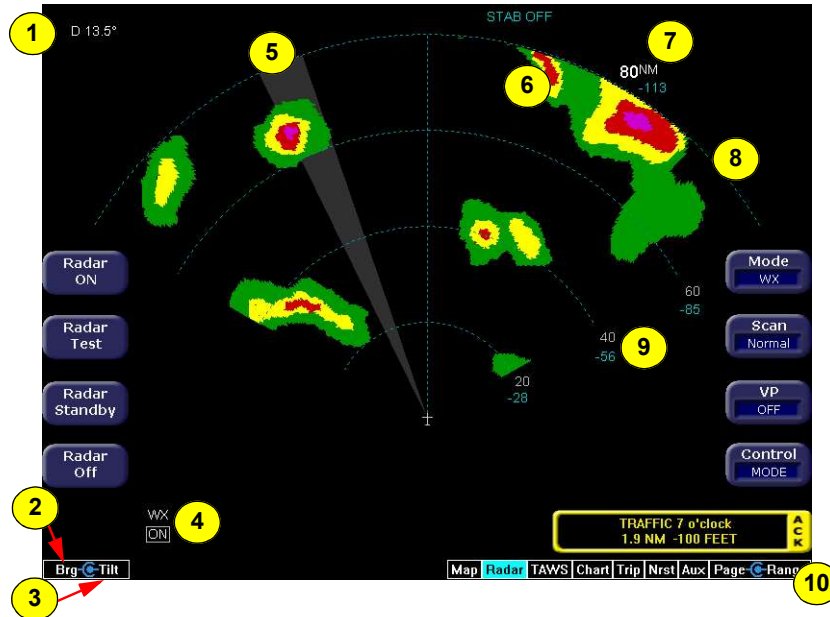 1
D 13.5°
STAB OFF
5
7
6
80NM
-113
8
Radar
ON
Mode
WX
60
-85
Radar
Test
Scan
Normal
40
-56
9
Radar
Standby
20
-28
VP
OFF
Radar
Off
Control
MODE
2
WX
ON
4
TRAFFIC 7 o'clock
1.9 NM -100 FEET
ACK
Brg Tilt
Map Radar TAWS Chart Trip Nrst Aux Page Rang
10
3